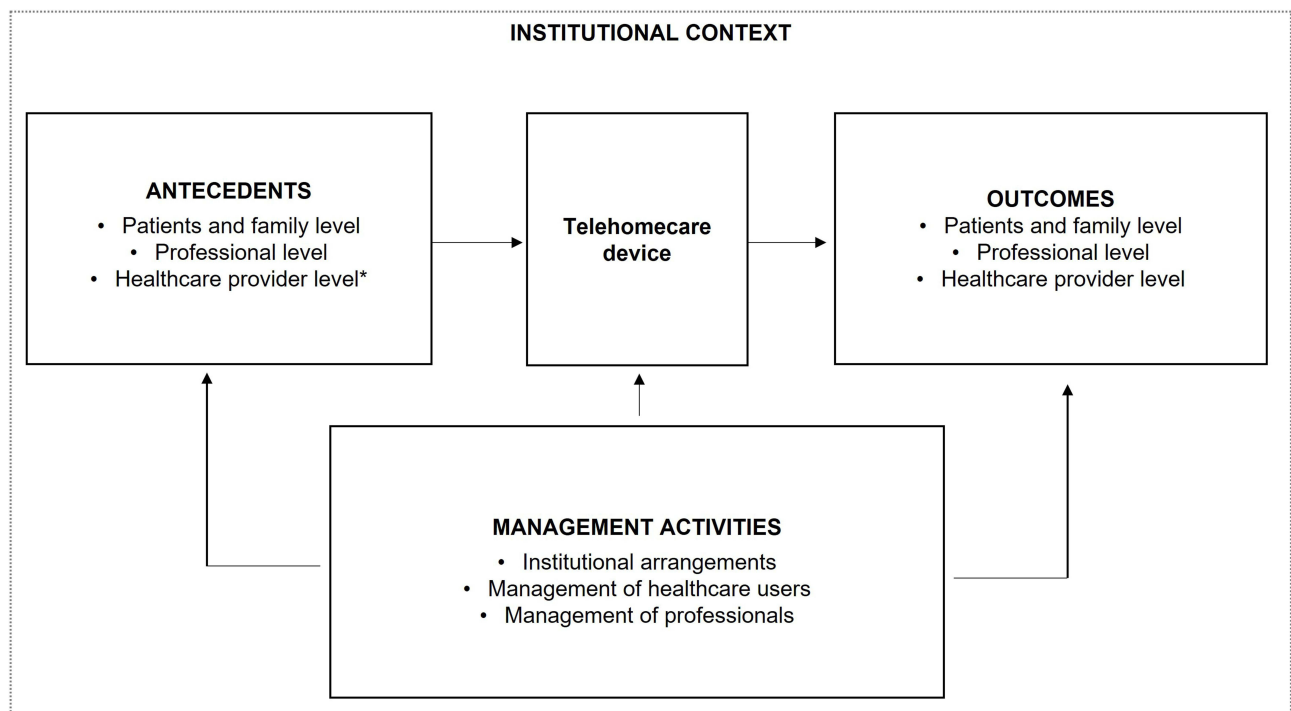 INSTITUTIONAL CONTEXT
ANTECEDENTS
• Patients and family level
• Professional level
• Healthcare provider level*
Telehomecare
device
OUTCOMES
• Patients and family level
• Professional level
• Healthcare provider level
MANAGEMENT ACTIVITIES
• Institutional arrangements
• Management of healthcare users
• Management of professionals